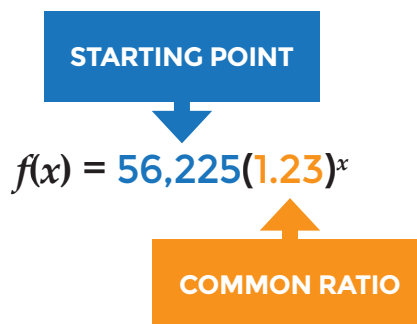 STARTING POINT
f(x) = 56,225(1.23)ˣ
COMMON RATIO